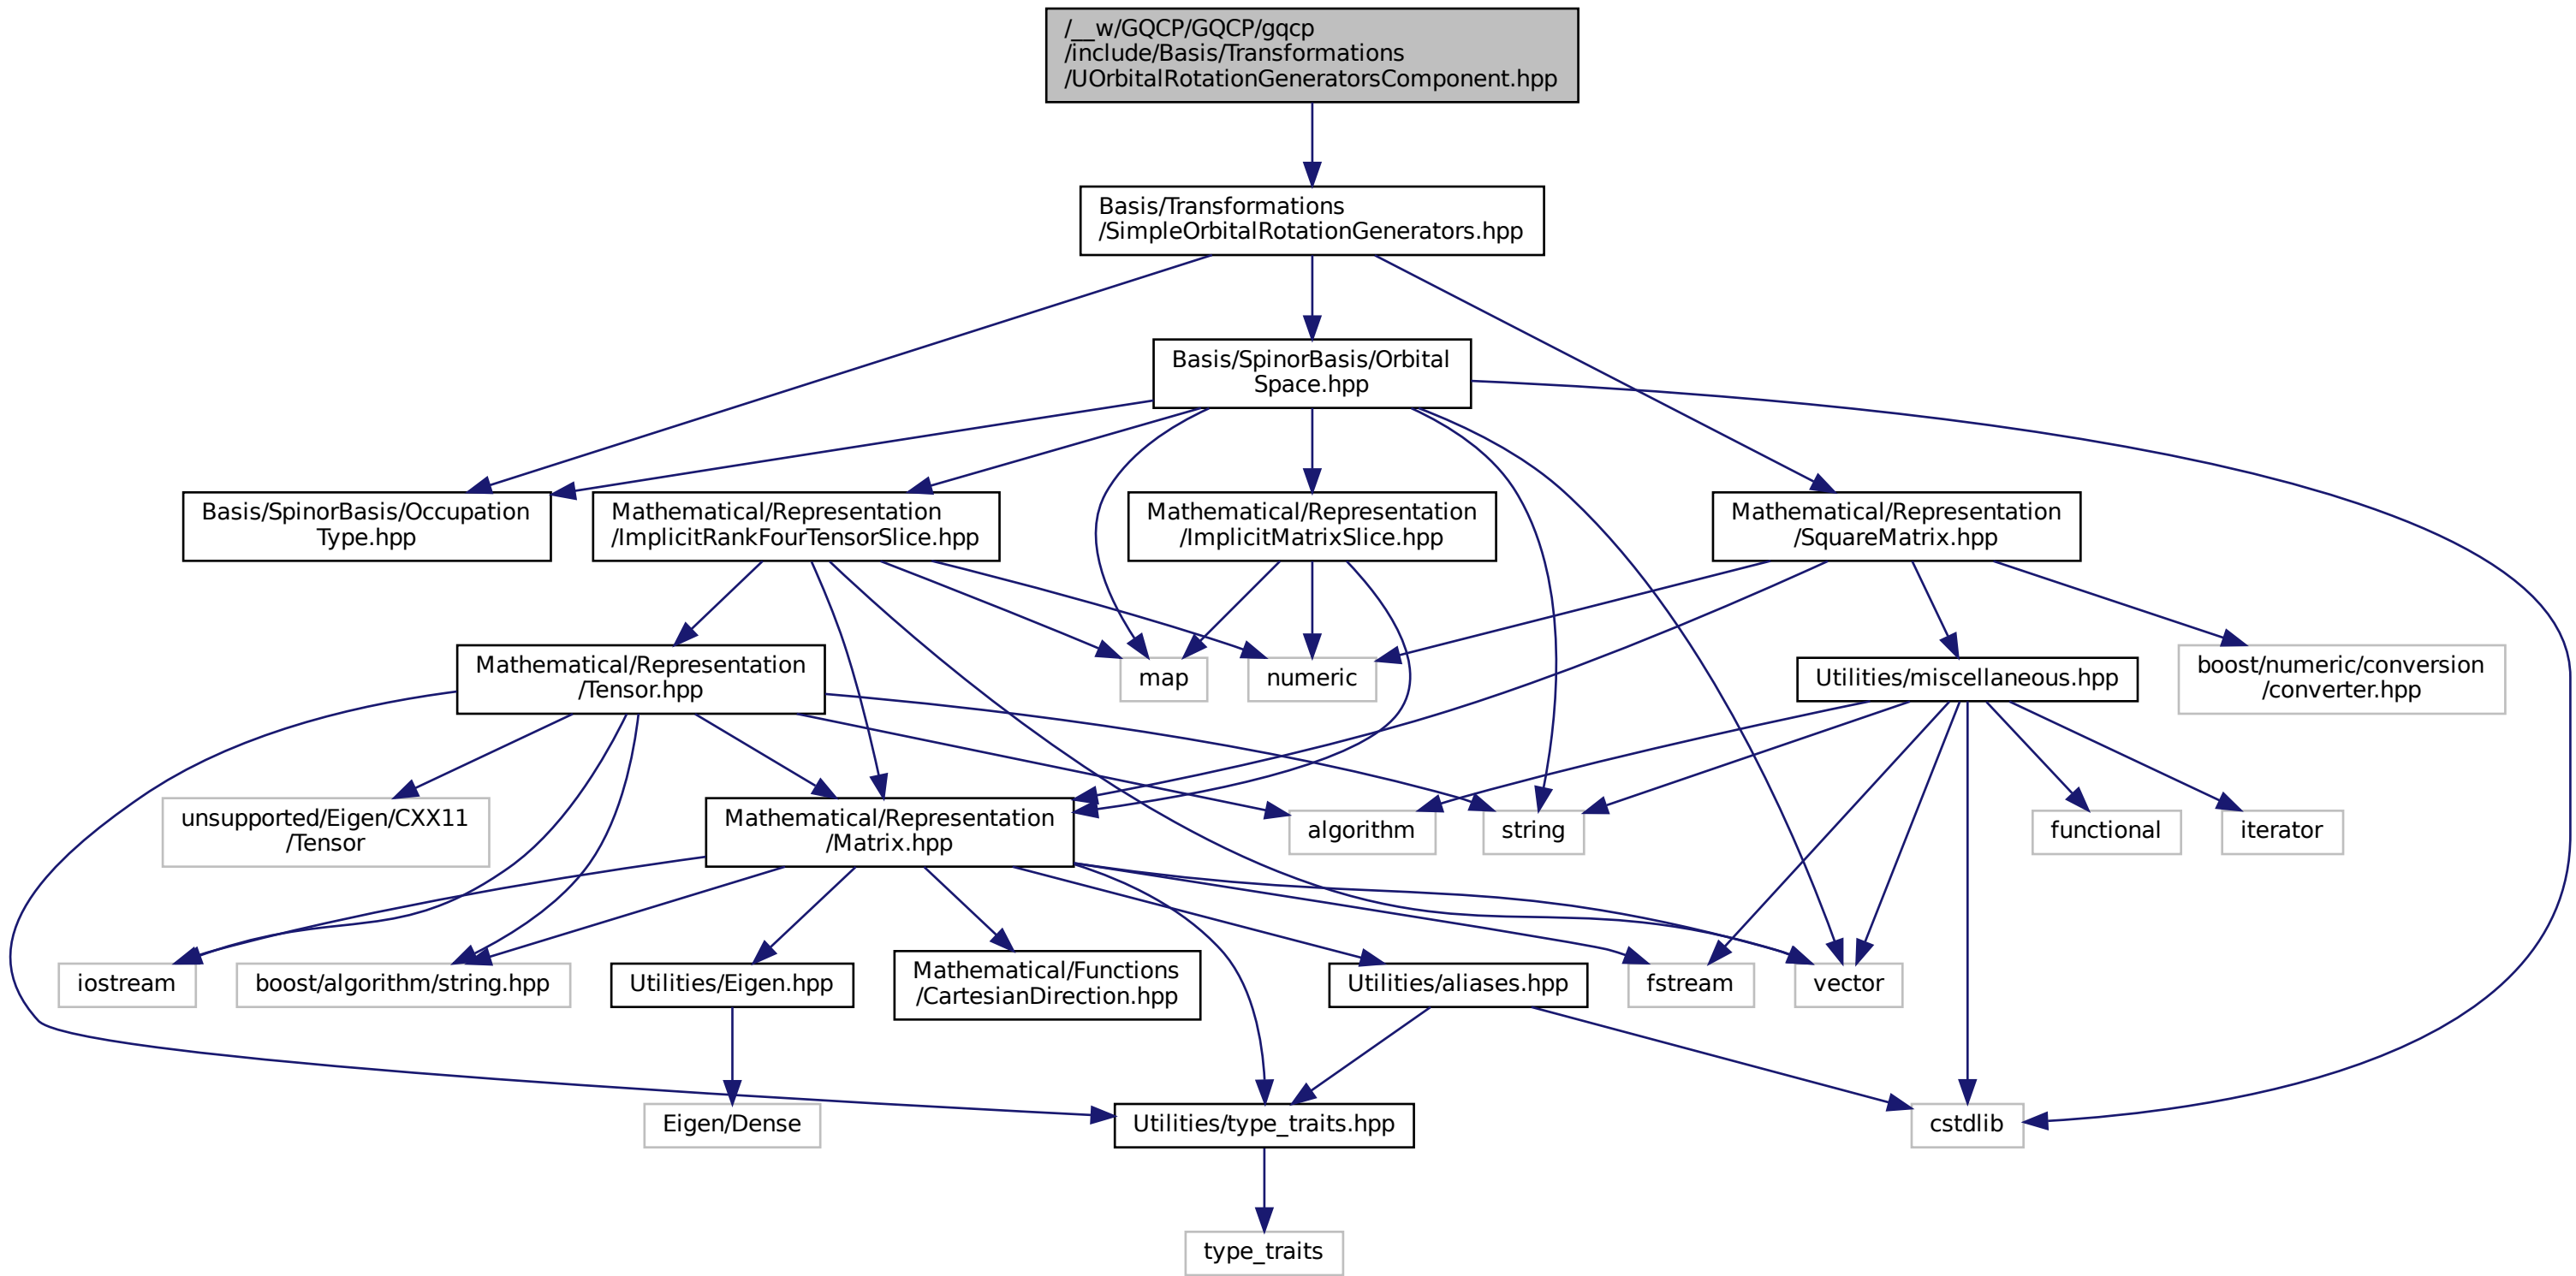 /__w/GQCP/GQCP/gqcp
/include/Basis/Transformations
/UOrbitalRotationGeneratorsComponent.hpp
Basis/Transformations
/SimpleOrbitalRotationGenerators.hpp
Basis/SpinorBasis/Orbital
Space.hpp
Basis/SpinorBasis/Occupation
Type.hpp
Mathematical/Representation
/ImplicitRankFourTensorSlice.hpp
Mathematical/Representation
/ImplicitMatrixSlice.hpp
Mathematical/Representation
/SquareMatrix.hpp
Mathematical/Representation
/Tensor.hpp
map
numeric
Utilities/miscellaneous.hpp
boost/numeric/conversion
/converter.hpp
unsupported/Eigen/CXX11
/Tensor
Mathematical/Representation
/Matrix.hpp
algorithm
string
functional
iterator
iostream
boost/algorithm/string.hpp
Utilities/Eigen.hpp
Mathematical/Functions
/CartesianDirection.hpp
Utilities/aliases.hpp
fstream
vector
Eigen/Dense
Utilities/type_traits.hpp
cstdlib
type_traits